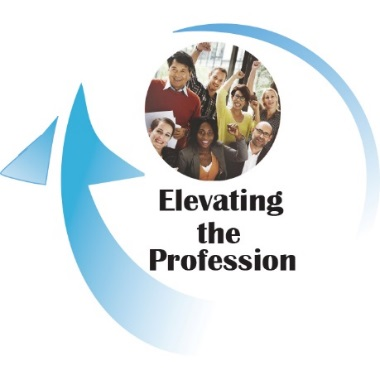 Elevating
the
Profession